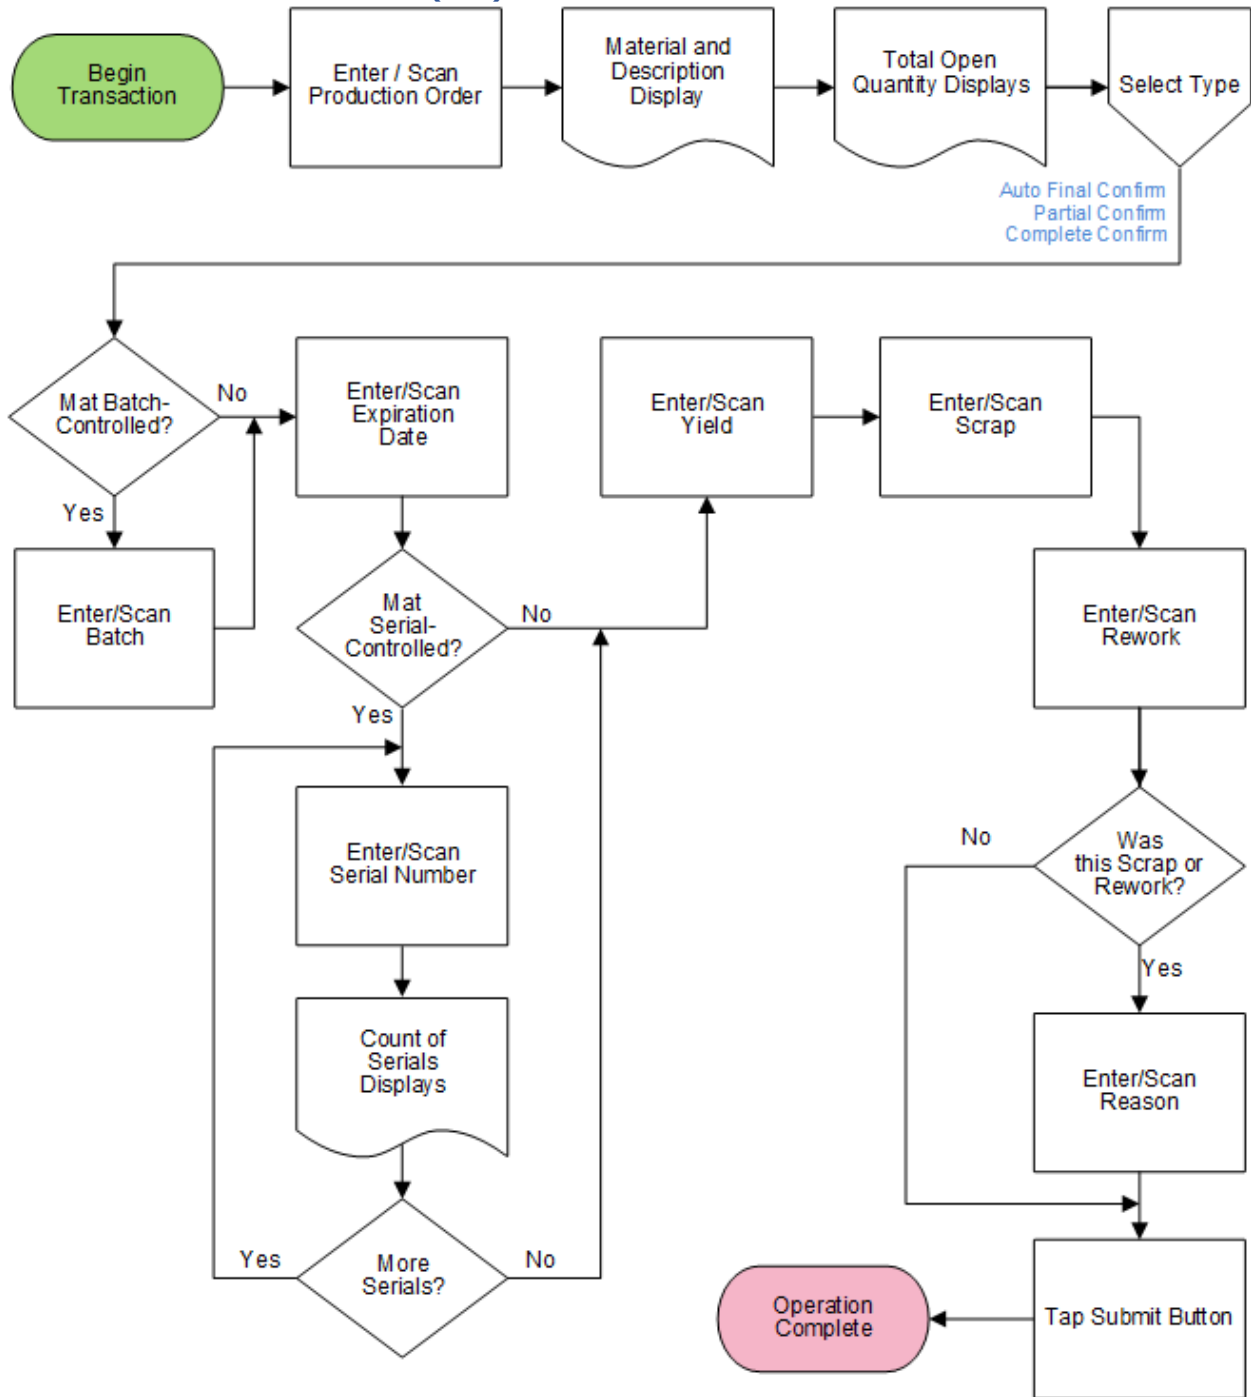 Begin
Transaction
Enter / Scan
Production Order
Material and
Description
Display
Total Open
Quantity Displays
Select Type
Auto Final Confirm
Partial Confirm
Complete Confirm
Mat Batch-
Controlled?
No
Yes
Enter/Scan
Batch
Enter/Scan
Expiration
Date
Mat
Serial-
Controlled?
No
Yes
Enter/Scan
Serial Number
Count of
Serials
Displays
More
Serials?
Yes
No
Enter/Scan
Yield
Enter/Scan
Scrap
Enter/Scan
Rework
Was
this Scrap or
Rework?
No
Yes
Enter/Scan
Reason
Tap Submit Button
Operation
Complete